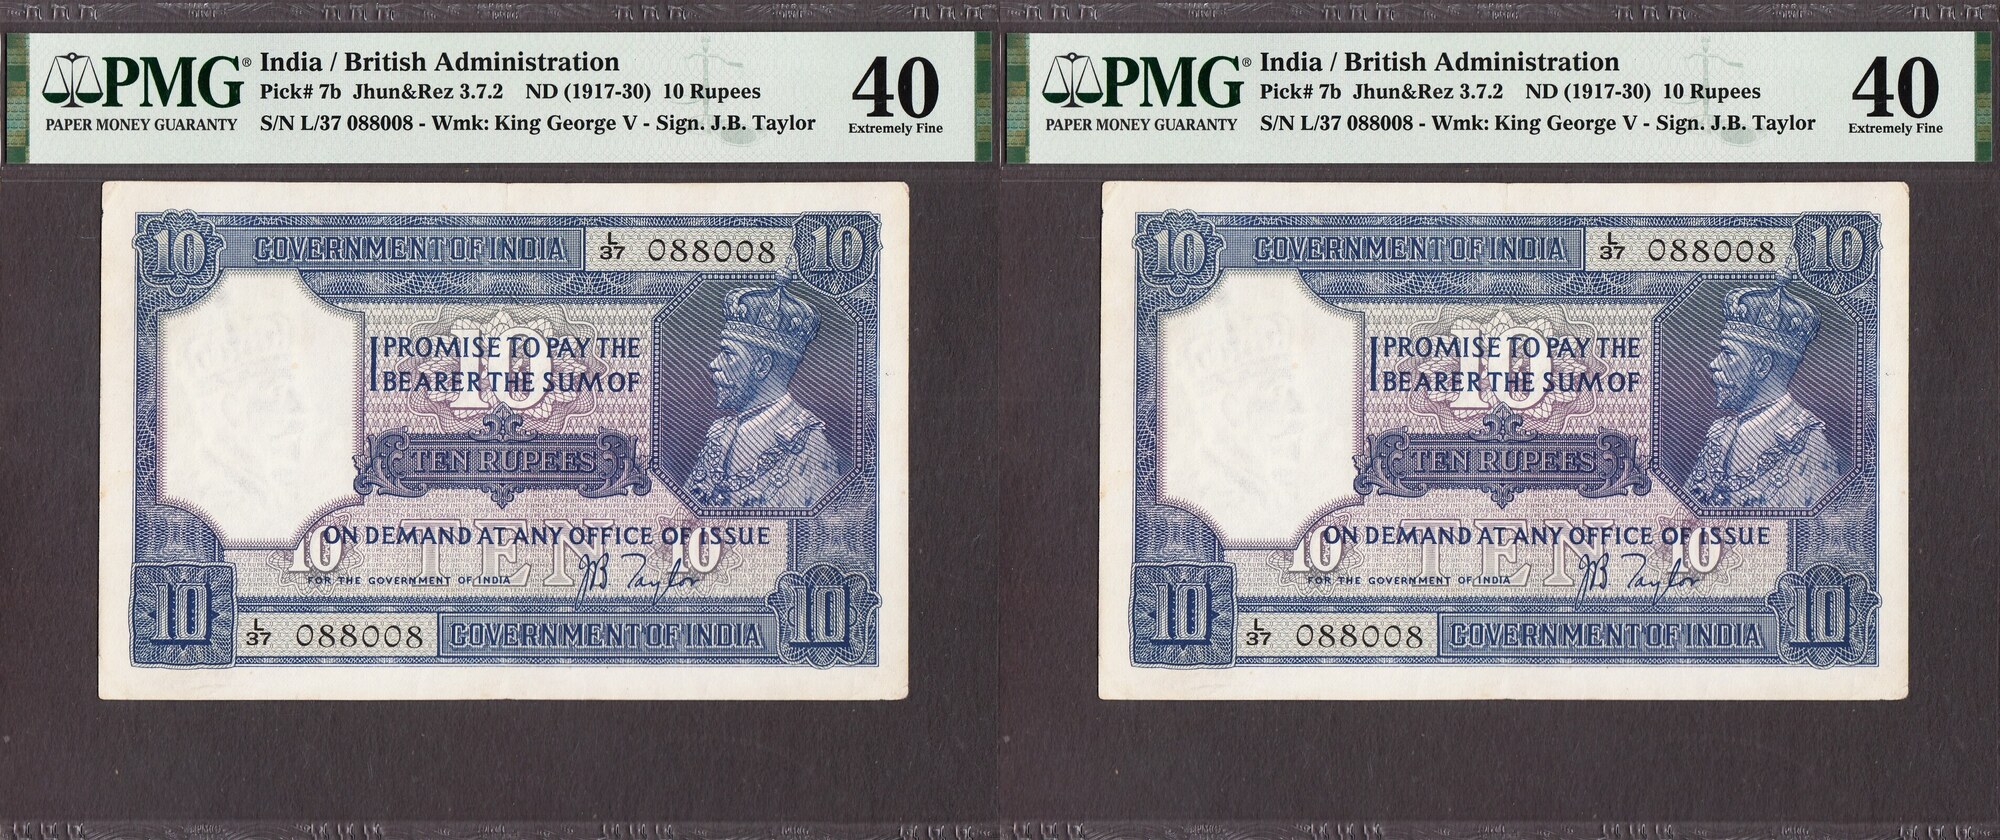 PMG®
PAPER MONEY GUARANTY
India / British Administration
Pick# 7b Jhun&Rez 3.7.2 ND (1917-30) 10 Rupees
S/N L/37 088008 - Wmk: King George V - Sign. J.B. Taylor
40
Extremely Fine
10 GOVERNMENT OF INDIA L/37 088008 10
10
I PROMISE TO PAY THE
BEARER THE SUM OF
TEN RUPEES
ON DEMAND AT ANY OFFICE OF ISSUE
10 TEN 10
FOR THE GOVERNMENT OF INDIA JB Taylor
10 L/37 088008 GOVERNMENT OF INDIA 10
PMG®
PAPER MONEY GUARANTY
India / British Administration
Pick# 7b Jhun&Rez 3.7.2 ND (1917-30) 10 Rupees
S/N L/37 088008 - Wmk: King George V - Sign. J.B. Taylor
40
Extremely Fine
10 GOVERNMENT OF INDIA L/37 088008 10
10
I PROMISE TO PAY THE
BEARER THE SUM OF
TEN RUPEES
ON DEMAND AT ANY OFFICE OF ISSUE
10 TEN 10
FOR THE GOVERNMENT OF INDIA JB Taylor
10 L/37 088008 GOVERNMENT OF INDIA 10